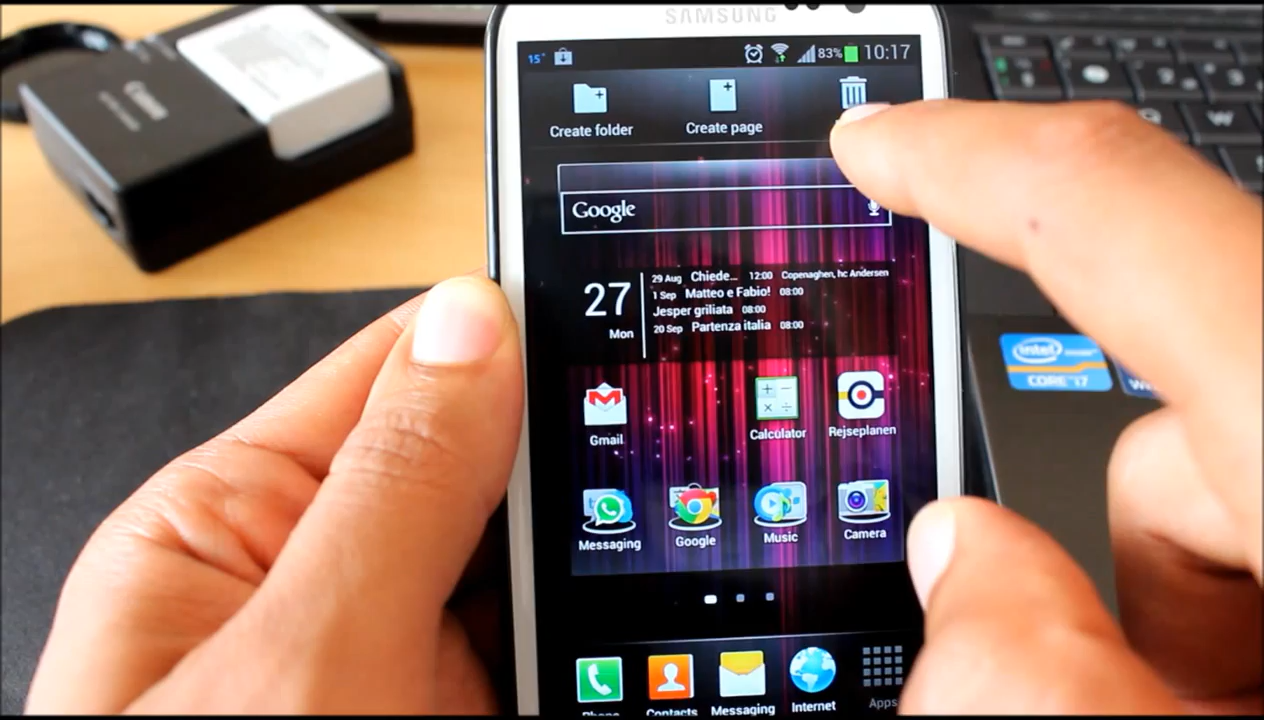 SAMSUNG
15°
83%
10:17
Create folder
Create page
Canon
Google
27
Mon
29 Aug Chiede... 12:00 Copenaghen, hc Andersen
1 Sep Matteo e Fabio! 08:00
Jesper griliata 08:00
20 Sep Partenza italia 08:00
Gmail
Calculator
Rejseplanen
Messaging
Google
Music
Camera
Phone
Contacts
Messaging
Internet
Apps
intel
CORE i7
W